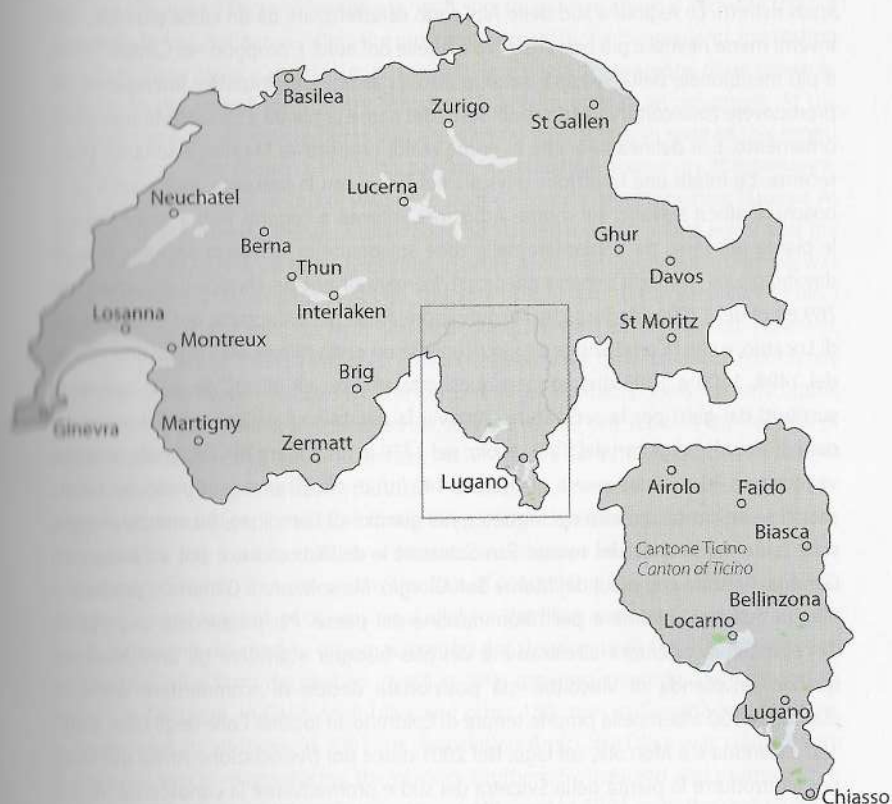 Basilea
Zurigo
St Gallen
Lucerna
Neuchatel
Berna
Ghur
Thun
Davos
Interlaken
Losanna
St Moritz
Montreux
Brig
Ginevra
Martigny
Zermatt
Lugano
Airolo
Faido
Biasca
Cantone Ticino
Canton of Ticino
Bellinzona
Locarno
Lugano
Chiasso